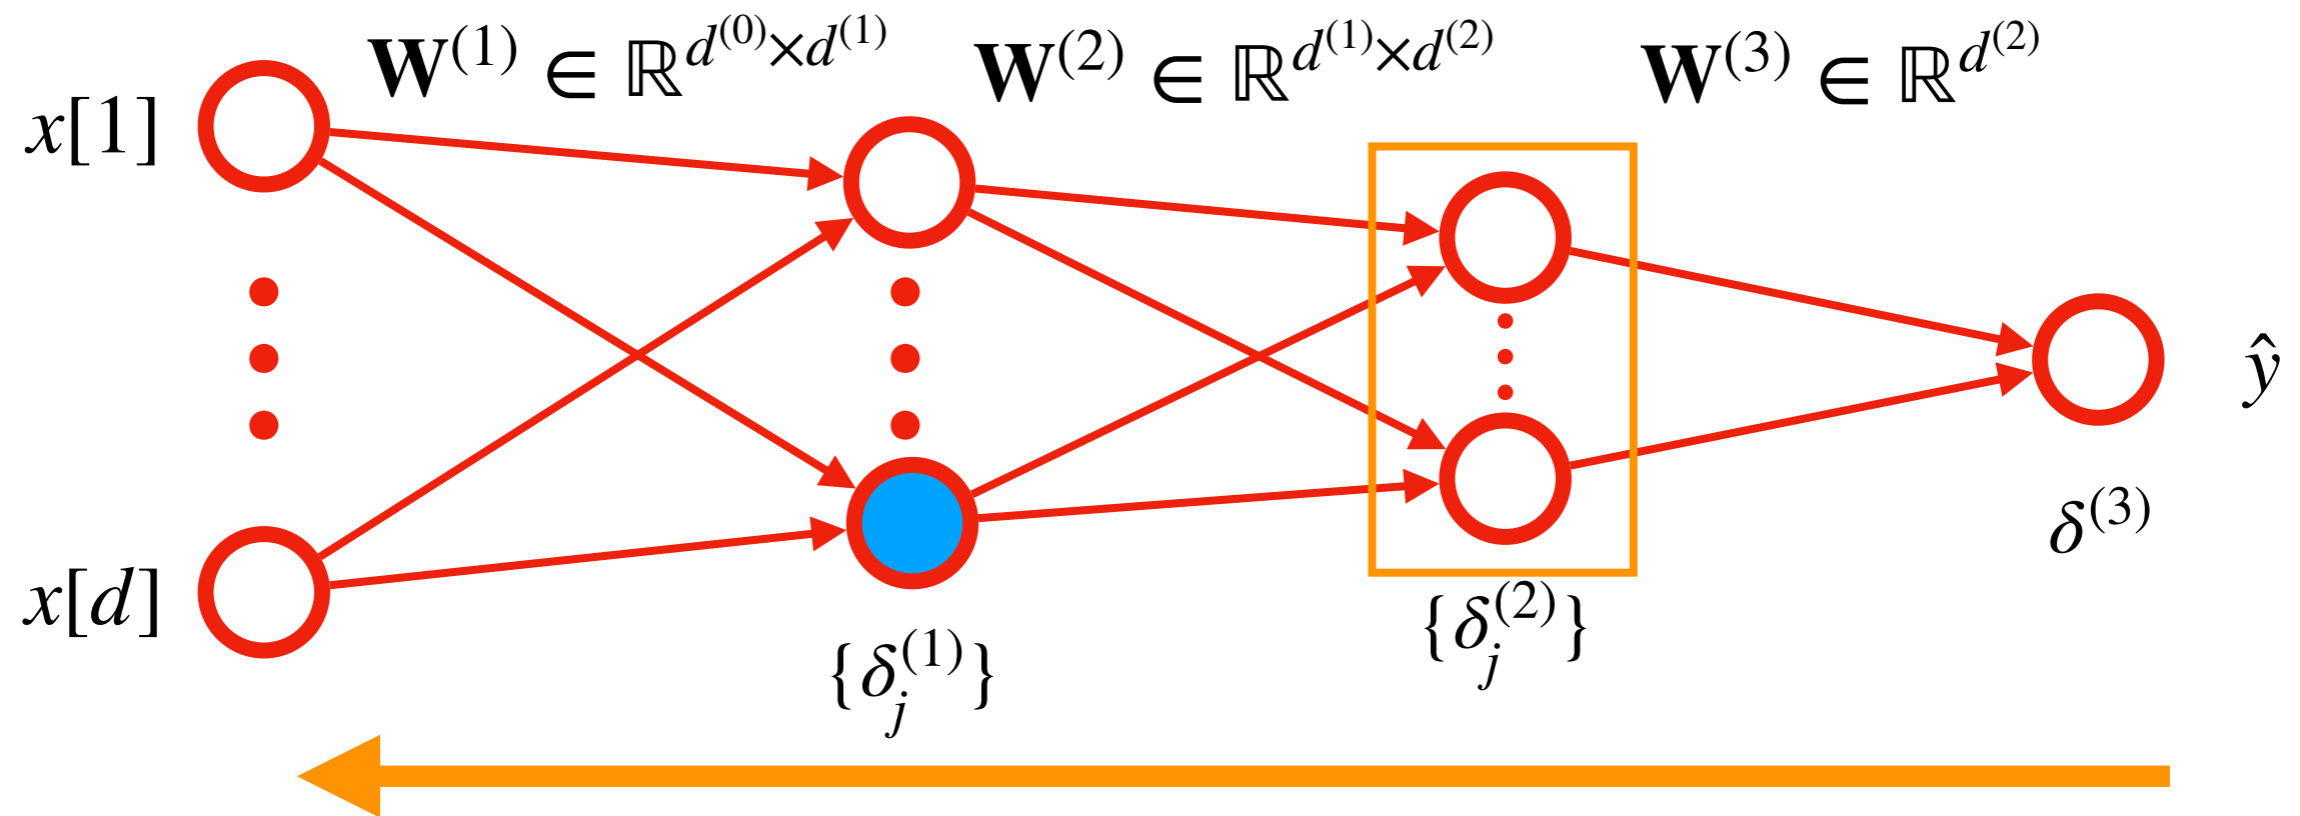 𝐖^(1) ∈ ℝ^{d^(0)×d^(1)}
𝐖^(2) ∈ ℝ^{d^(1)×d^(2)}
𝐖^(3) ∈ ℝ^{d^(2)}
x[1]
ŷ
x[d]
δ^(3)
{δ_j^(1)}
{δ_j^(2)}